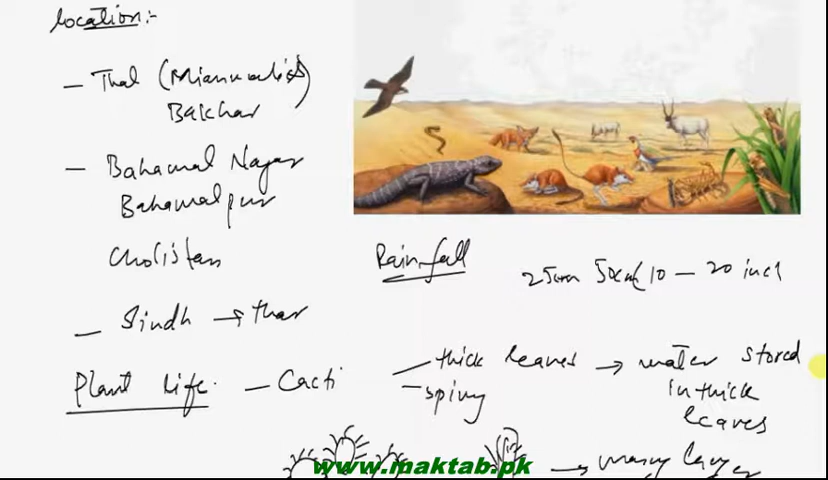 location:-
- Thal (Mianwali)
Bakhar
- Bahawal Nagar
Bahawalpur
Cholistan
- Sindh → thar
Rainfall
25cm 50cm (10 - 20 inch
Plant life. - Cacti
thick leaves → water stored in thick leaves
- spiny
→ many
www.maktab.pk